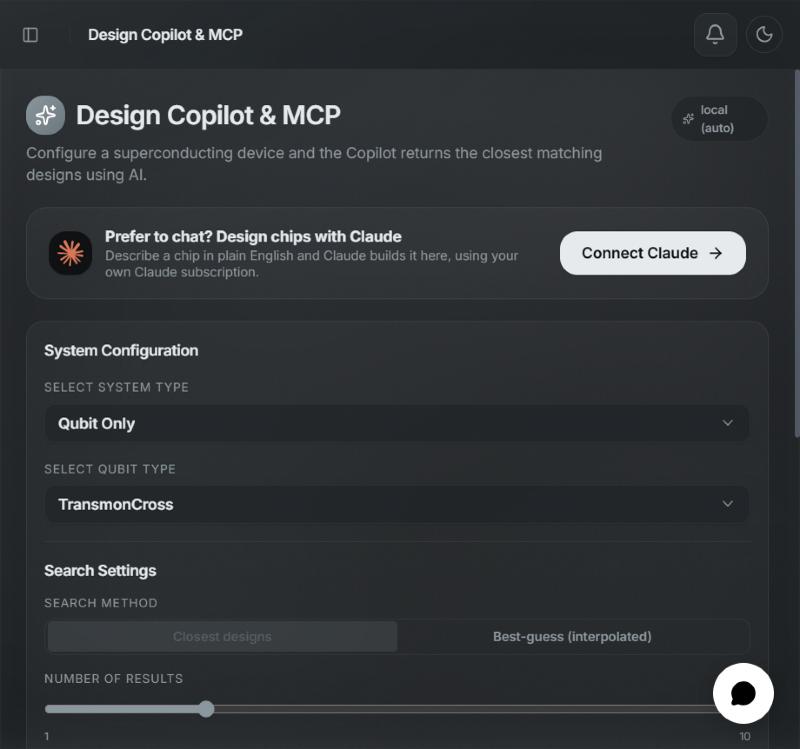 Design Copilot & MCP
Design Copilot & MCP
local
(auto)
Configure a superconducting device and the Copilot returns the closest matching
designs using AI.
Prefer to chat? Design chips with Claude
Describe a chip in plain English and Claude builds it here, using your
own Claude subscription.
Connect Claude
System Configuration
SELECT SYSTEM TYPE
Qubit Only
SELECT QUBIT TYPE
TransmonCross
Search Settings
SEARCH METHOD
Closest designs
Best-guess (interpolated)
NUMBER OF RESULTS
1
10